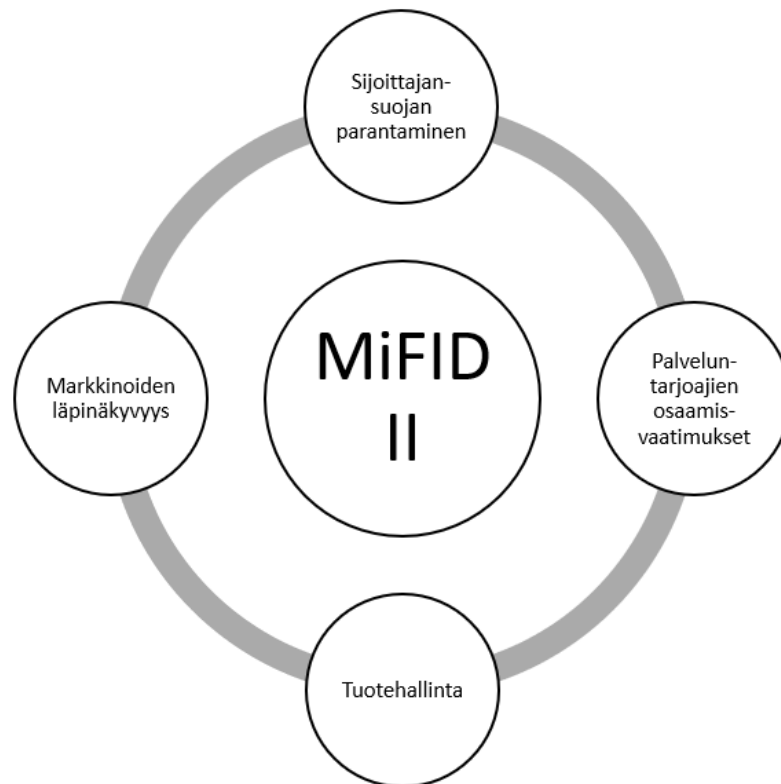 Sijoittajan-
suojan
parantaminen
MiFID
II
Markkinoiden
läpinäkyvyys
Palvelun-
tarjoajien
osaamis-
vaatimukset
Tuotehallinta